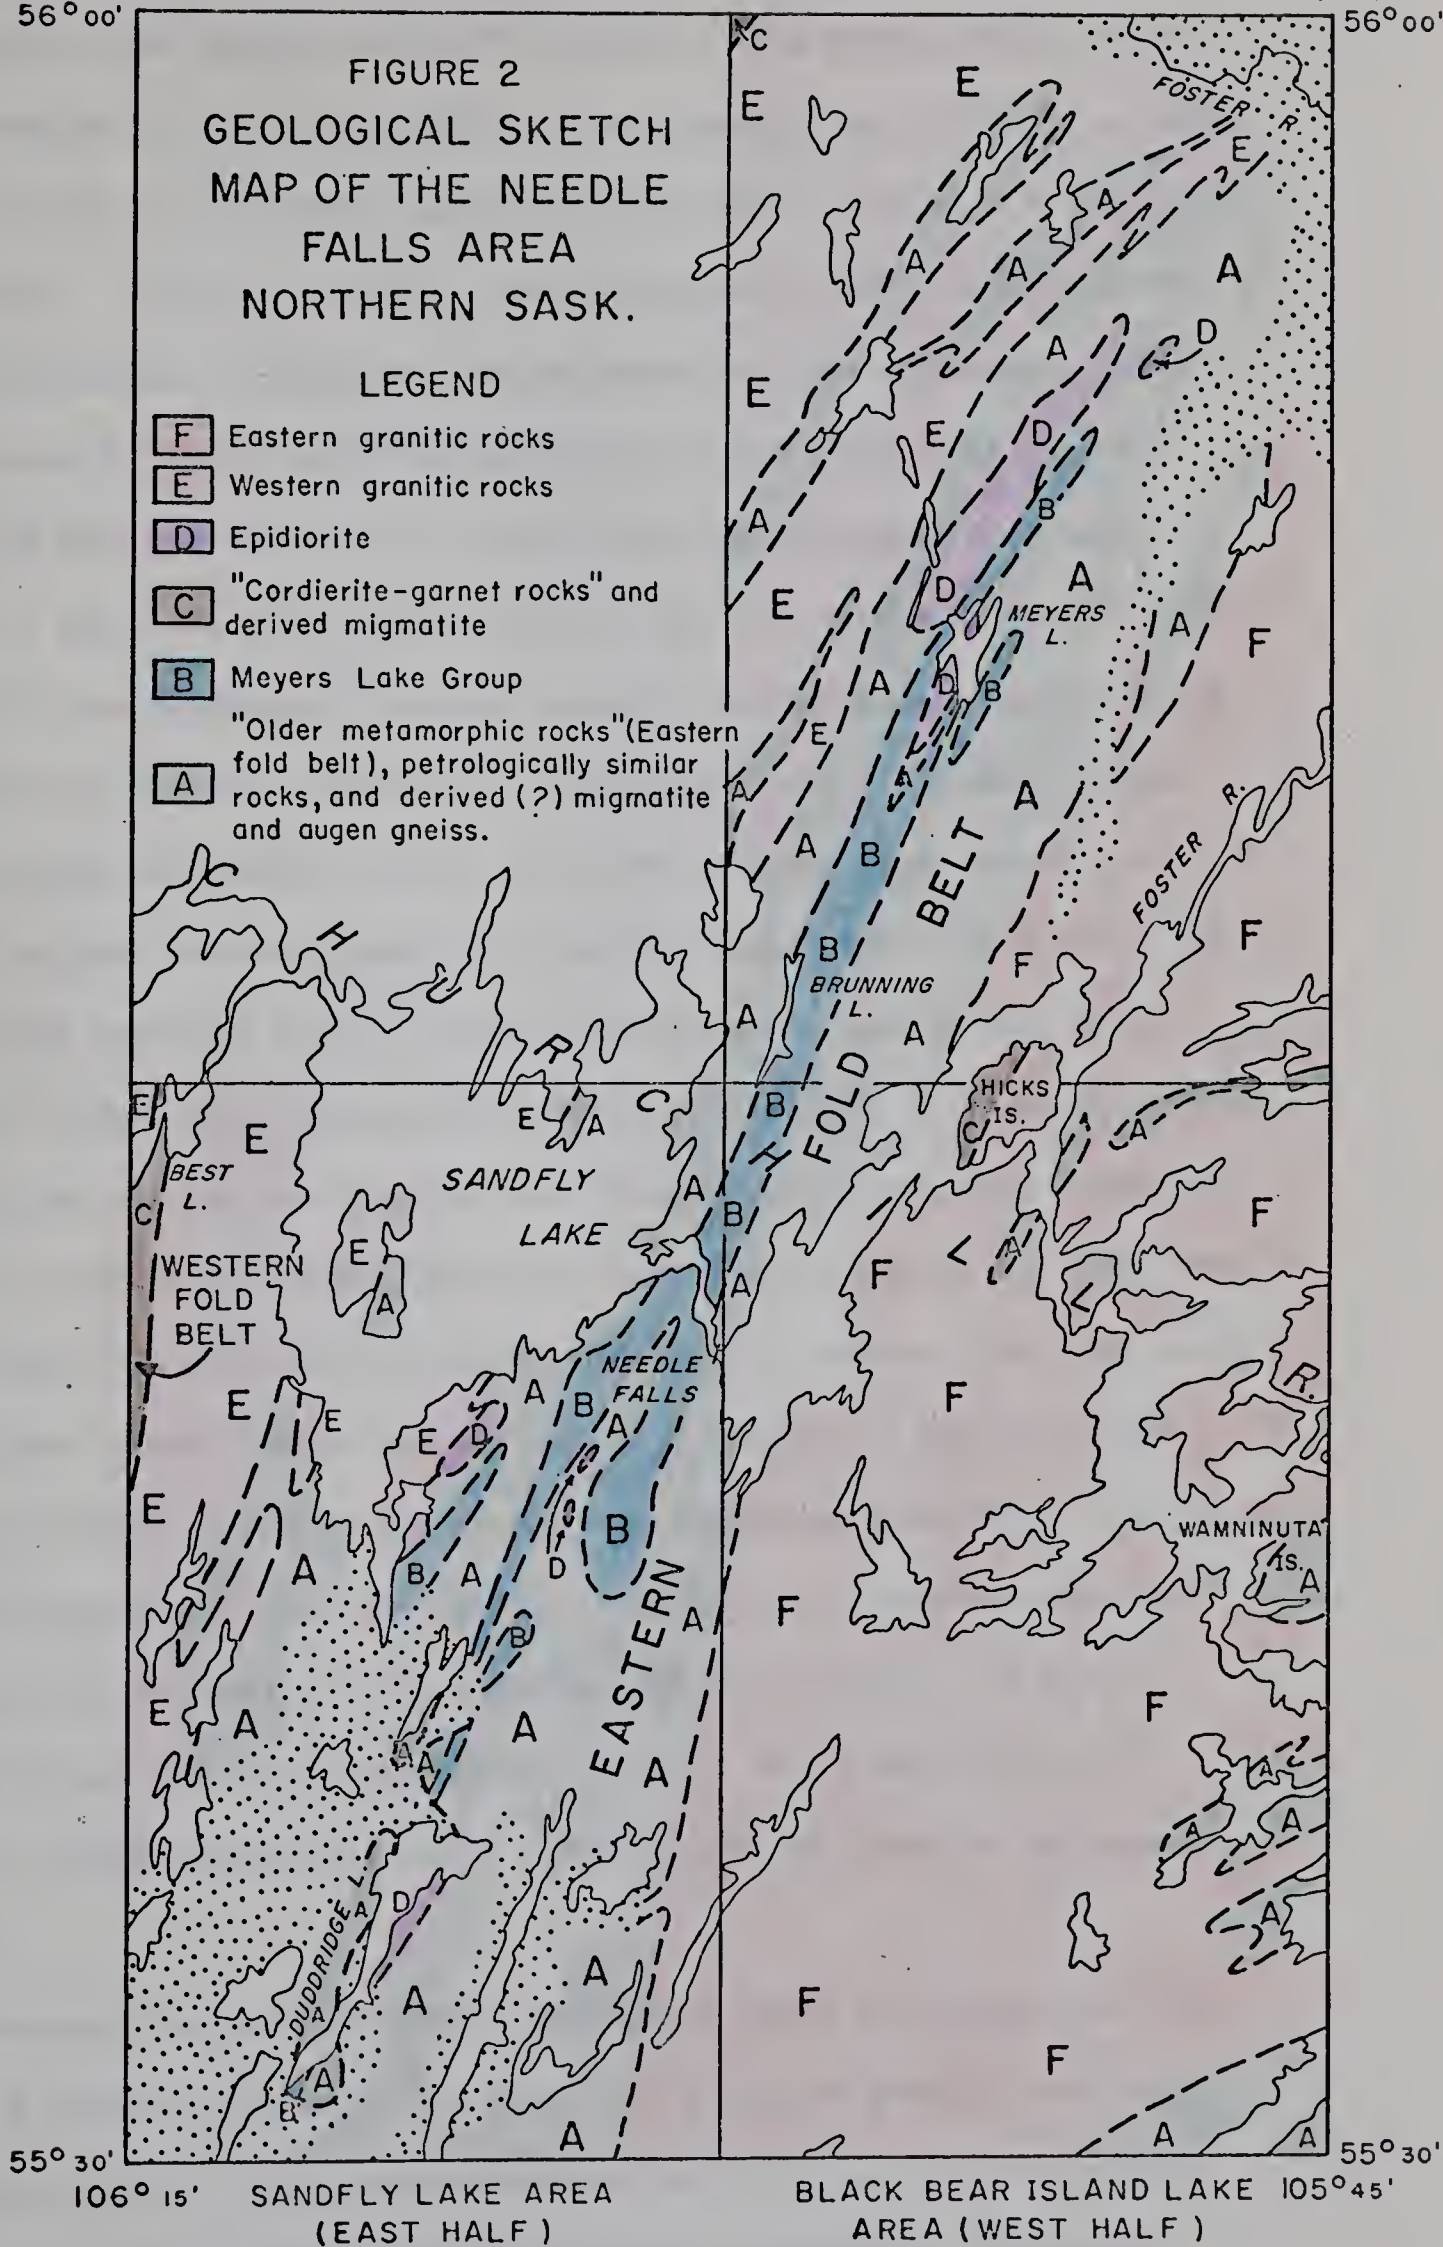 56°00'
56°00'
FIGURE 2
GEOLOGICAL SKETCH
MAP OF THE NEEDLE
FALLS AREA
NORTHERN SASK.
LEGEND
F Eastern granitic rocks
E Western granitic rocks
D Epidiorite
C "Cordierite-garnet rocks" and
derived migmatite
B Meyers Lake Group
A "Older metamorphic rocks" (Eastern
fold belt), petrologically similar
rocks, and derived (?) migmatite
and augen gneiss.
C
E
E
FOSTER R.
E
A
A
A
A
D
E
A
E
D
B
A
A
E
D
MEYERS
L.
A
F
A
D
B
E
A
A
A
A
B
FOSTER R.
C
H
B
BELT
F
F
BRUNNING
L.
A
A
R
C
E
E
E
A
B
FOLD
HICKS
IS.
C
A
H
BEST
L.
SANDFLY
LAKE
A
B
C
F
A
L
F
L
WESTERN
FOLD
BELT
E
A
A
R.
NEEDLE
FALLS
E
E
A
B
A
E
D
F
E
B
A
B
A
D
WAMNINUTA
IS.
A
F
A
B
EASTERN
E
A
A
A
A
A
F
A
A
A
DUDDRIDGE L.
A
D
A
A
A
A
F
F
A
B
A
A
A
55°30'
55°30'
106°15'
SANDFLY LAKE AREA
(EAST HALF)
BLACK BEAR ISLAND LAKE
AREA (WEST HALF)
105°45'